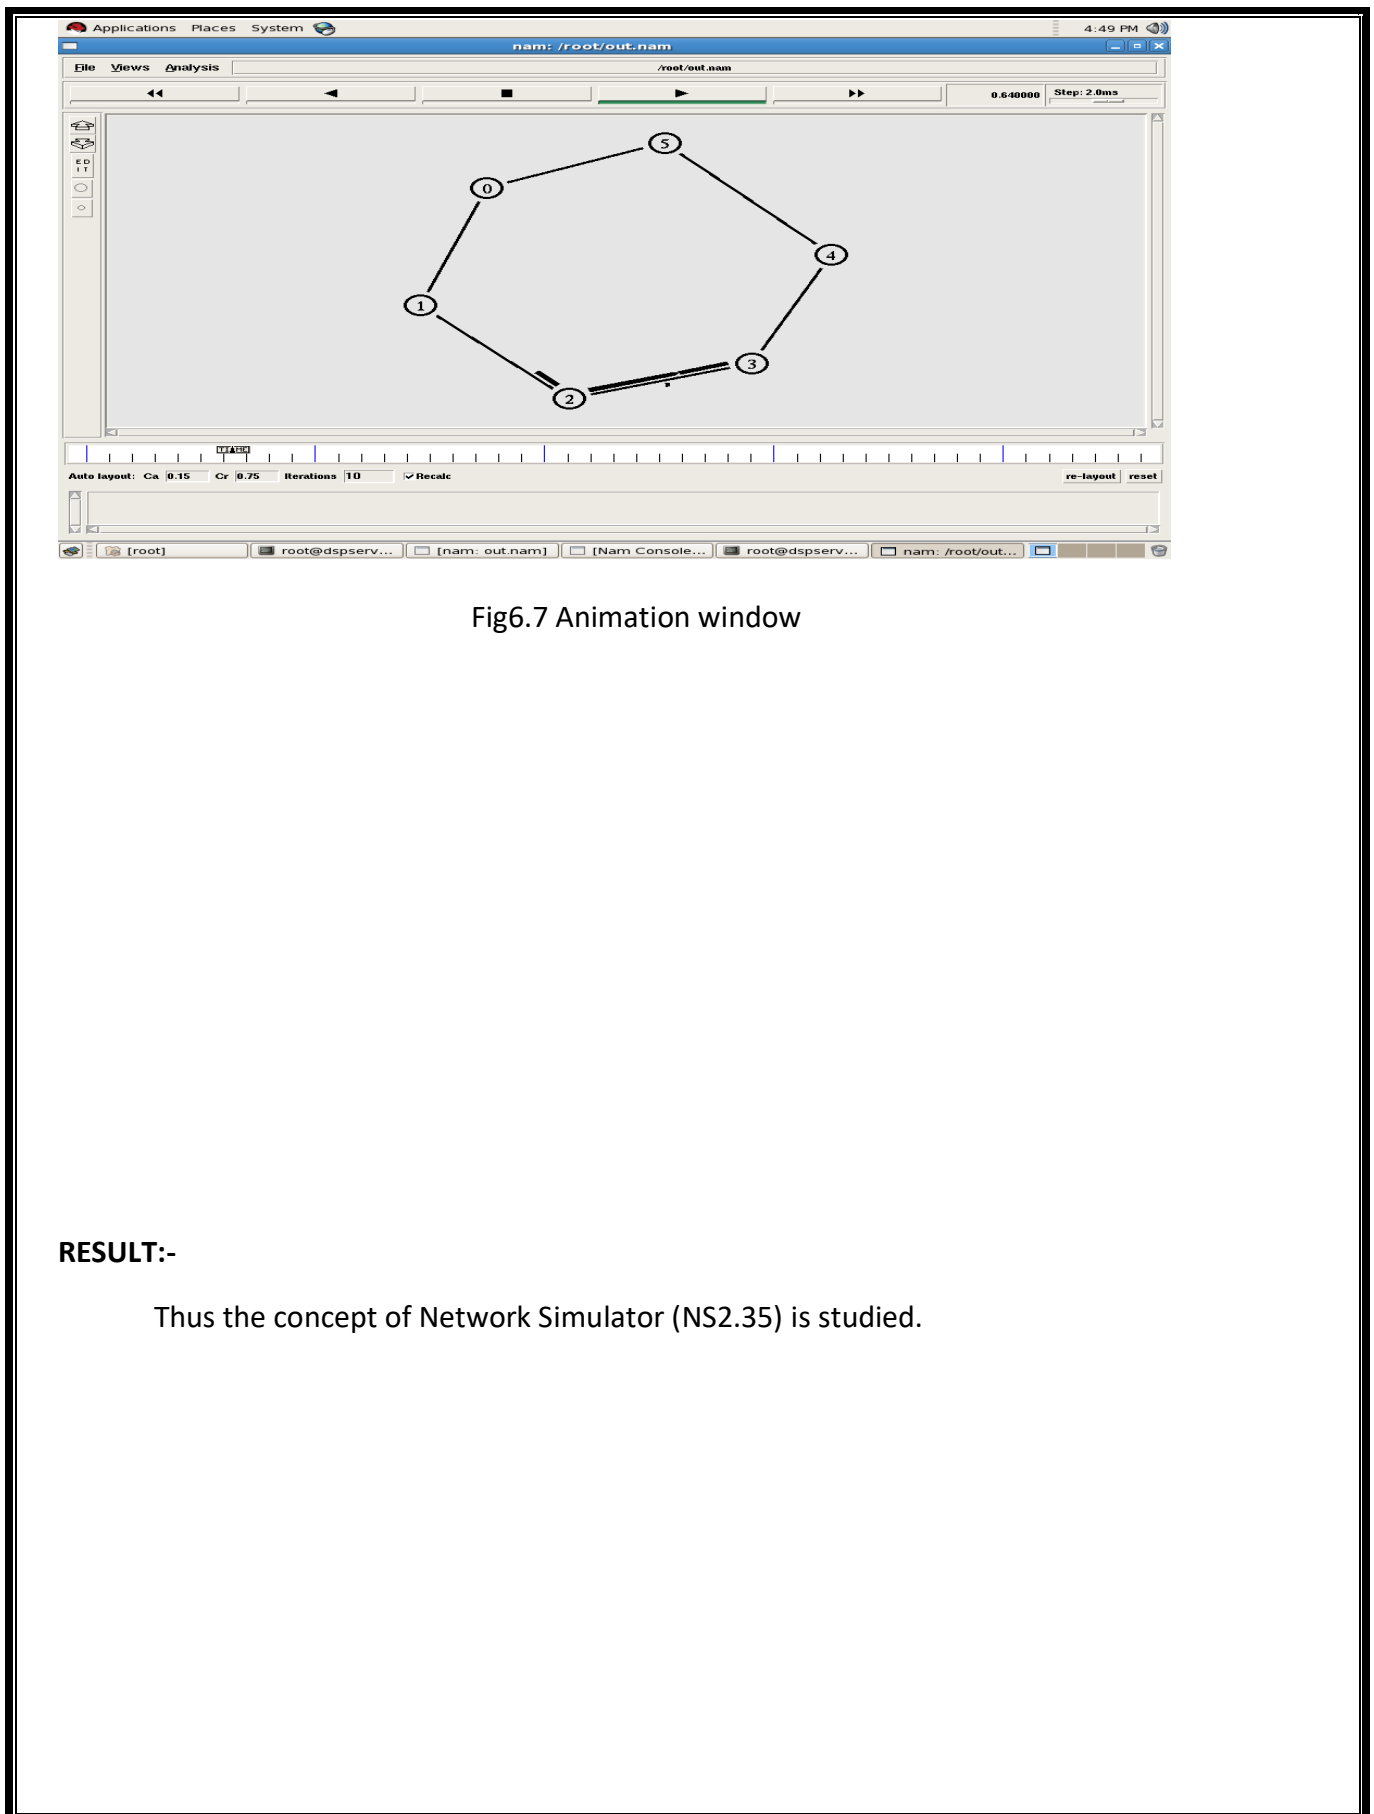 Applications Places System 4:49 PM
nam: /root/out.nam
File Views Analysis /root/out.nam
0.640000 Step: 2.0ms
E D
I T
5
0
4
1
3
2
TIME
Auto layout: Ca 0.15 Cr 0.75 Iterations 10 Recalc re-layout reset
[root] root@dspserv... [nam: out.nam] [Nam Console... root@dspserv... nam: /root/out...
Fig6.7 Animation window
RESULT:-
Thus the concept of Network Simulator (NS2.35) is studied.